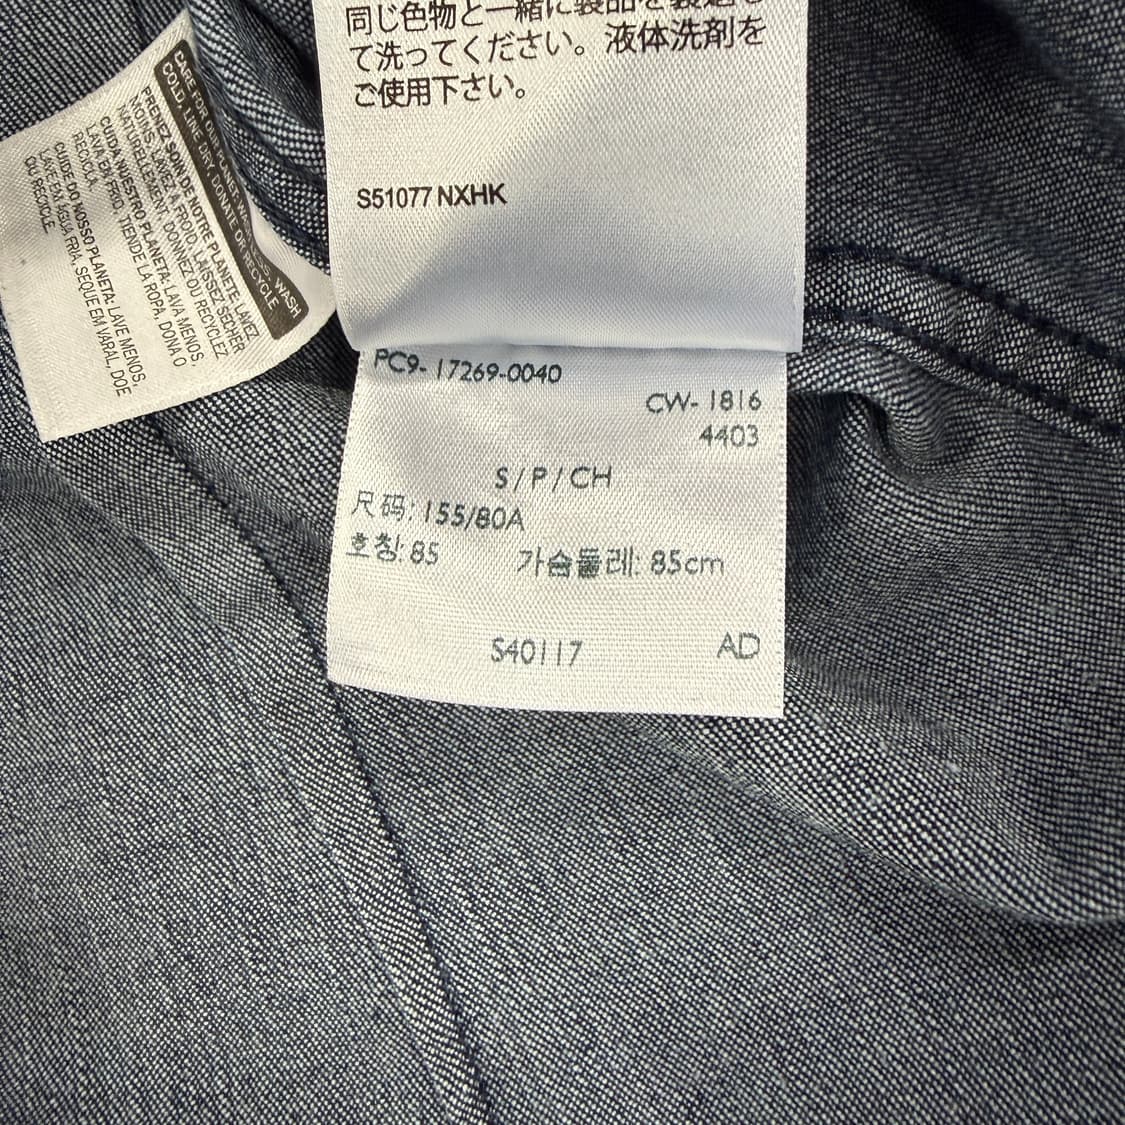 CARE FOR OUR PLANET: WASH LESS, WASH
COLD, LINE DRY, DONATE OR RECYCLE
PRENEZ SOIN DE NOTRE PLANÈTE: LAVEZ
MOINS, LAVEZ À FROID, LAISSEZ SÉCHER
NATURELLEMENT, DONNEZ OU RECYCLEZ
CUIDA NUESTRO PLANETA: LAVA MENOS,
LAVA EN FRÍO, TIENDE LA ROPA, DONA O
RECICLA.
CUIDE DO NOSSO PLANETA: LAVE MENOS,
LAVE EM ÁGUA FRIA, SEQUE EM VARAL, DOE
OU RECICLE.
同じ色物と一緒に製品を裏返し
て洗ってください。液体洗剤を
ご使用下さい。
S51077 NXHK
PC9- 17269-0040
CW- 1816
4403
S / P / CH
尺码: 155/80A
호칭: 85 가슴둘레: 85cm
S40117 AD